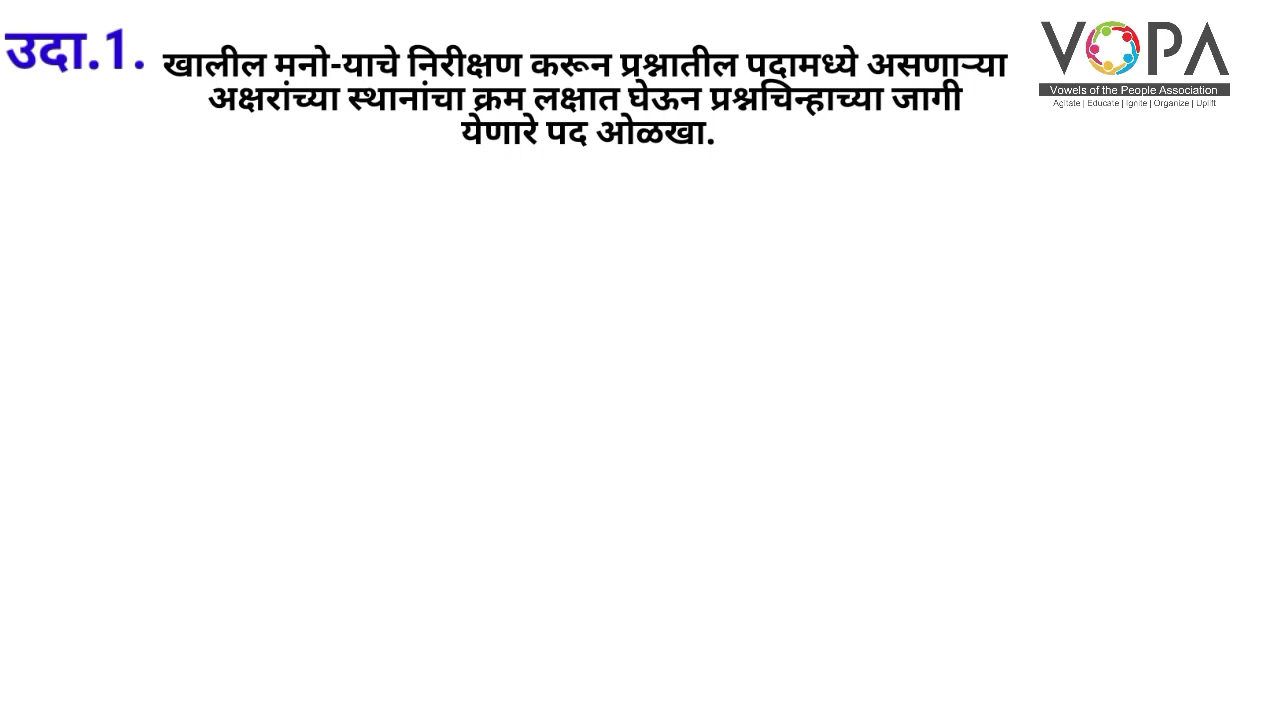 उदा.1.
खालील मनो-याचे निरीक्षण करून प्रश्नातील पदामध्ये असणाऱ्या
अक्षरांच्या स्थानांचा क्रम लक्षात घेऊन प्रश्नचिन्हाच्या जागी
येणारे पद ओळखा.
VOPA
Vowels of the People Association
Agitate | Educate | Ignite | Organize | Uplift